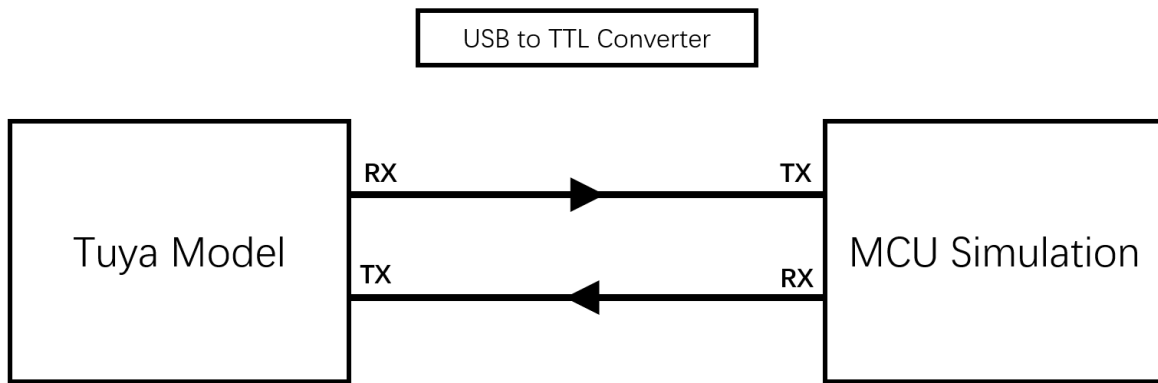 USB to TTL Converter
RX
TX
Tuya Model
MCU Simulation
TX
RX